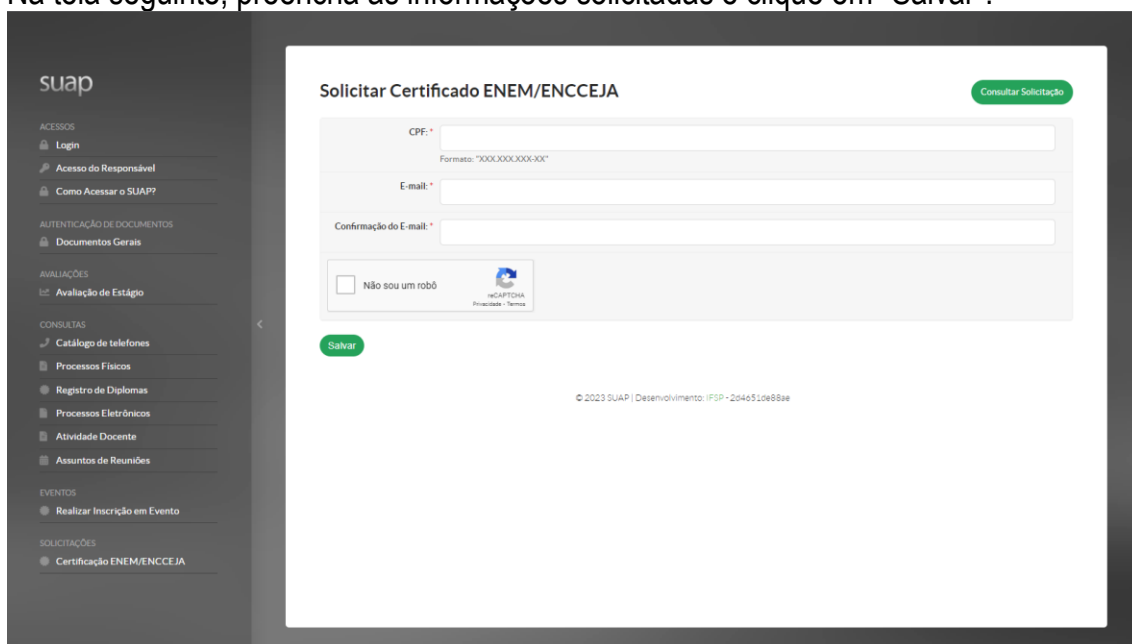 Na tela seguinte, preencha as informações solicitadas e clique em "Salvar".
suap
ACESSOS
Login
Acesso do Responsável
Como Acessar o SUAP?
AUTENTICAÇÃO DE DOCUMENTOS
Documentos Gerais
AVALIAÇÕES
Avaliação de Estágio
CONSULTAS
Catálogo de telefones
Processos Físicos
Registro de Diplomas
Processos Eletrônicos
Atividade Docente
Assuntos de Reuniões
EVENTOS
Realizar Inscrição em Evento
SOLICITAÇÕES
Certificação ENEM/ENCCEJA
Solicitar Certificado ENEM/ENCCEJA
Consultar Solicitação
CPF: *
Formato: "XXX.XXX.XXX-XX"
E-mail: *
Confirmação do E-mail: *
Não sou um robô
reCAPTCHA
Privacidade - Termos
Salvar
© 2023 SUAP | Desenvolvimento: IFSP - 2d4651de88ae